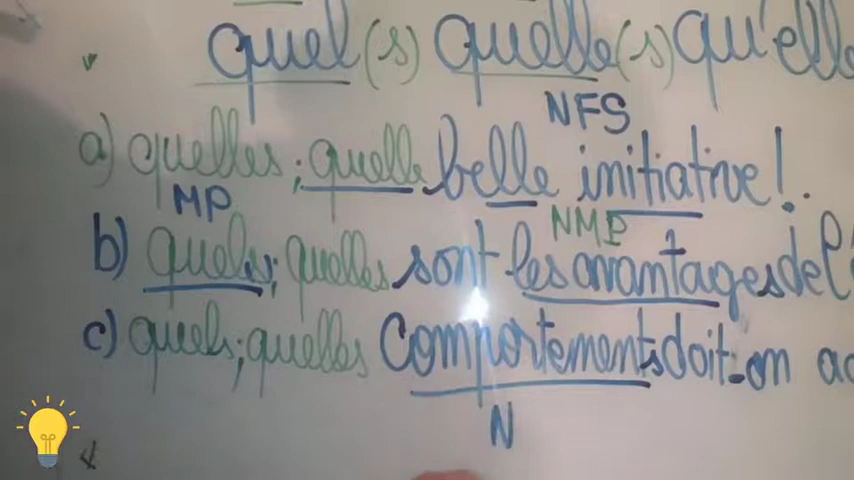 quel(s) quelle(s) qu'elle
NFS
a) quelles ; quelle belle initiative !..
MP NMP
b) quels ; quelles sont les avantages de l'
c) quels ; quelles comportements doit-on
N